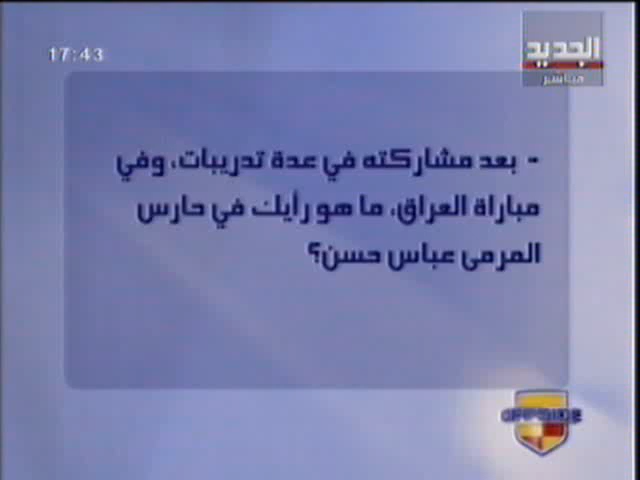 17:43
الجديد
مباشر
- بعد مشاركته في عدة تدريبات، وفي
مباراة العراق، ما هو رأيك في حارس
المرمى عباس حسن؟
OFFSIDE